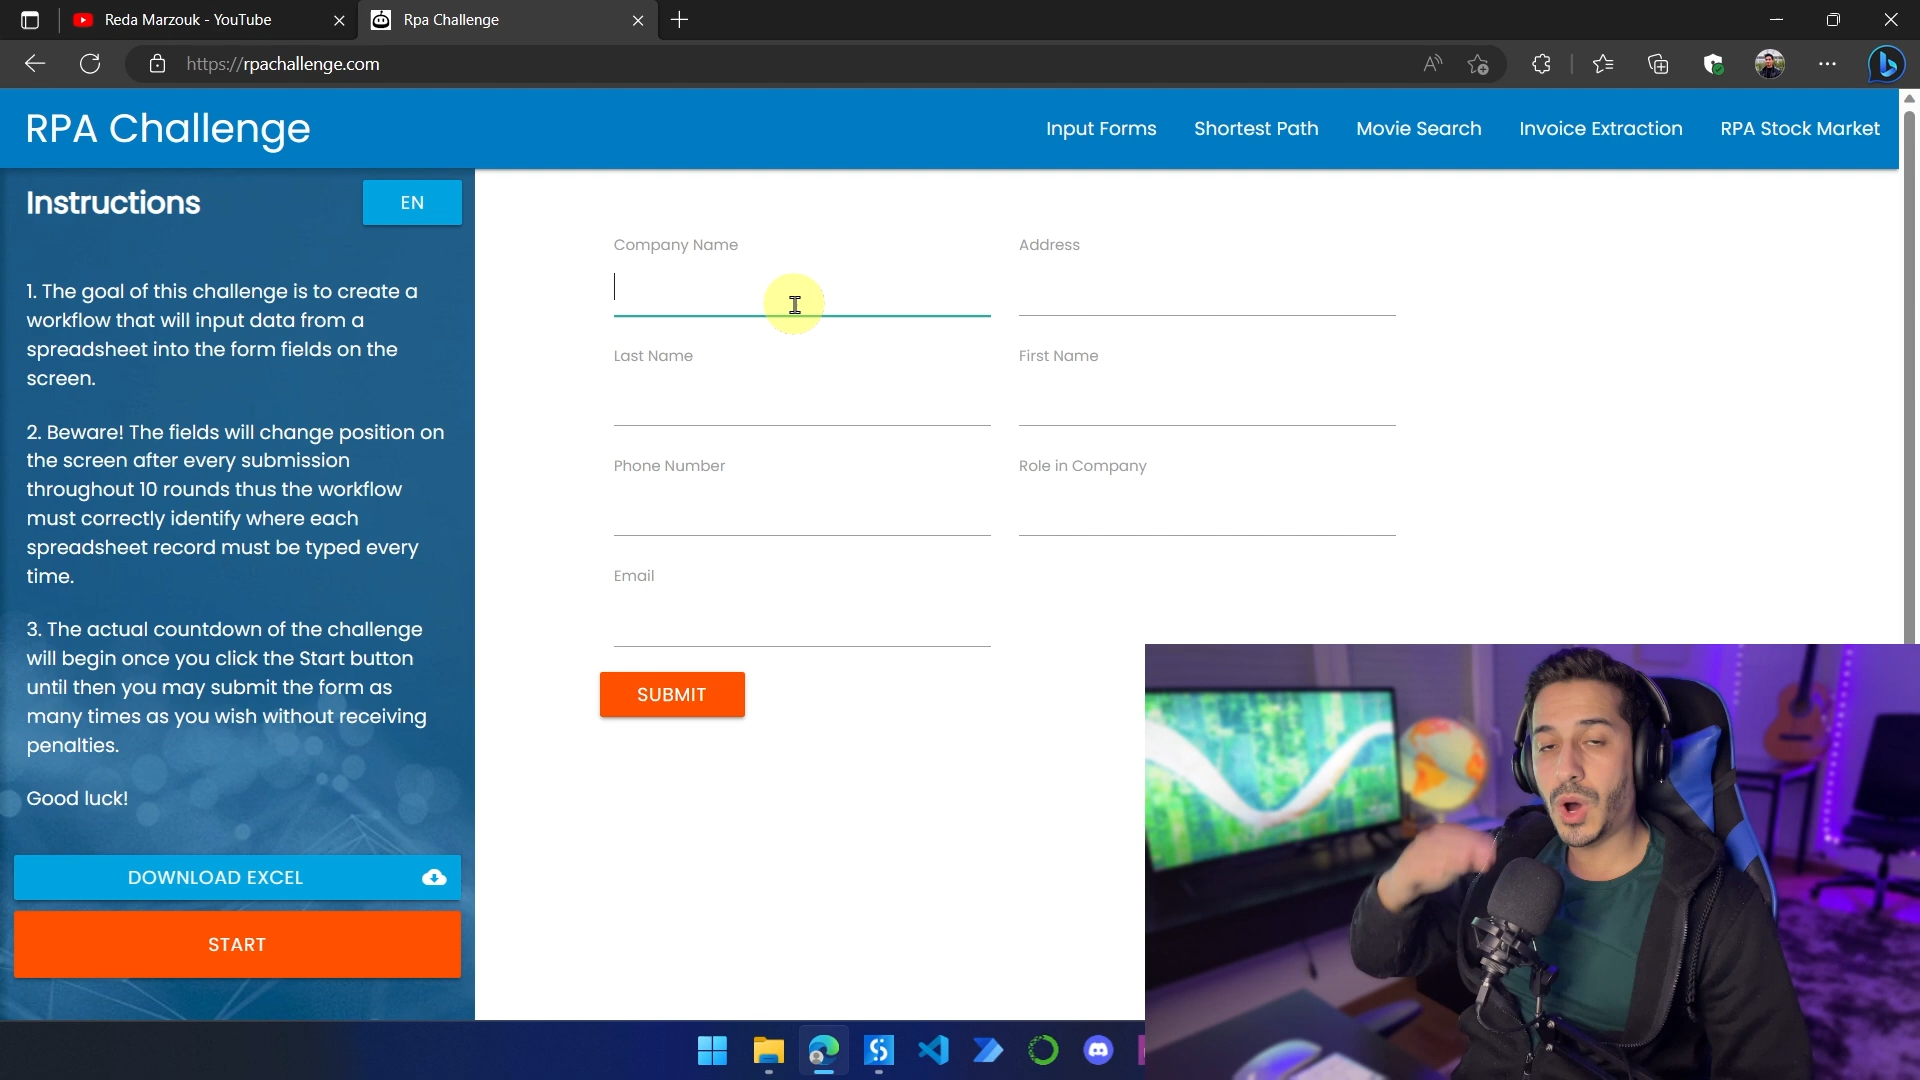 Reda Marzouk - YouTube
Rpa Challenge
https://rpachallenge.com
RPA Challenge
Input Forms
Shortest Path
Movie Search
Invoice Extraction
RPA Stock Market
Instructions
EN
1. The goal of this challenge is to create a
workflow that will input data from a
spreadsheet into the form fields on the
screen.
2. Beware! The fields will change position on
the screen after every submission
throughout 10 rounds thus the workflow
must correctly identify where each
spreadsheet record must be typed every
time.
3. The actual countdown of the challenge
will begin once you click the Start button
until then you may submit the form as
many times as you wish without receiving
penalties.
Good luck!
DOWNLOAD EXCEL
START
Company Name
Address
Last Name
First Name
Phone Number
Role in Company
Email
SUBMIT